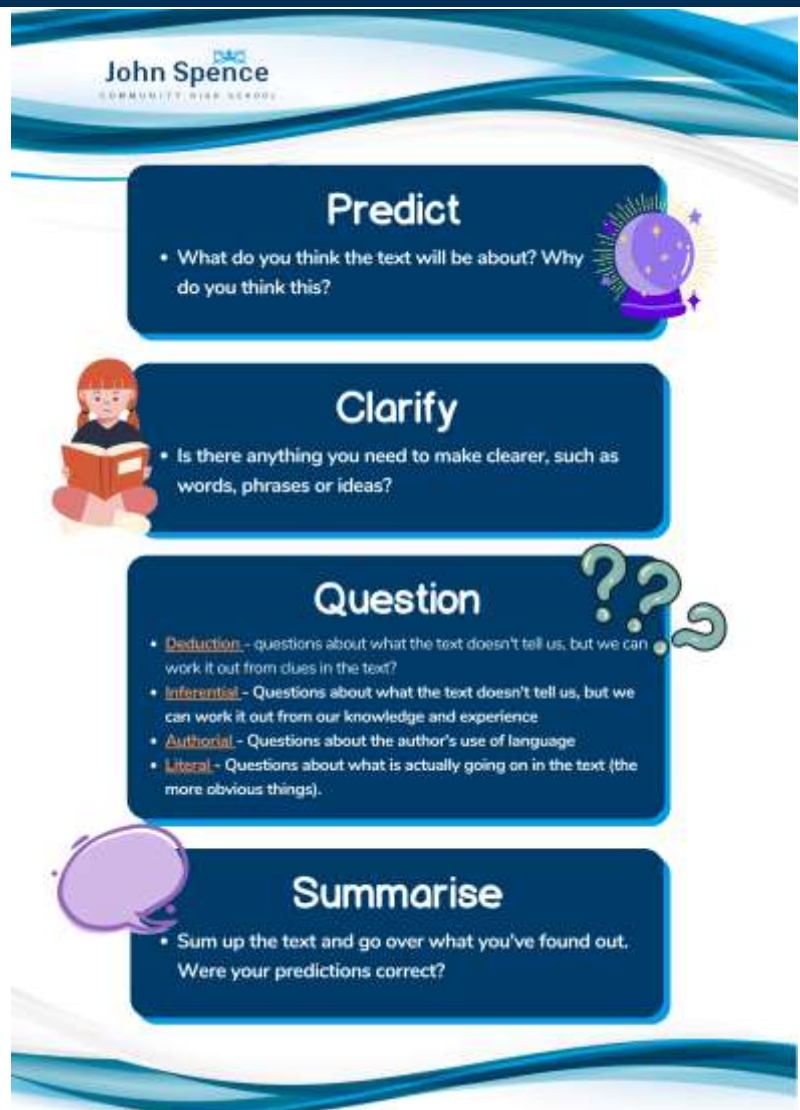 John Spence
COMMUNITY HIGH SCHOOL
Predict
• What do you think the text will be about? Why
do you think this?
Clarify
• Is there anything you need to make clearer, such as
words, phrases or ideas?
Question
• Deduction - questions about what the text doesn't tell us, but we can
work it out from clues in the text?
• Inferential - Questions about what the text doesn't tell us, but we
can work it out from our knowledge and experience
• Authorial - Questions about the author's use of language
• Literal - Questions about what is actually going on in the text (the
more obvious things).
Summarise
• Sum up the text and go over what you've found out.
Were your predictions correct?